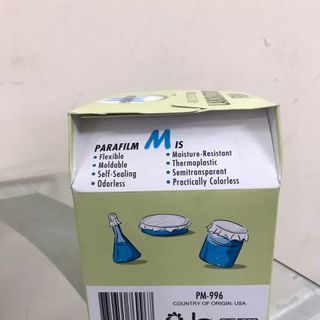 PARAFILM M IS
• Flexible
• Moldable
• Self-Sealing
• Odorless
• Moisture-Resistant
• Thermoplastic
• Semitransparent
• Practically Colorless
PM-996
COUNTRY OF ORIGIN: USA